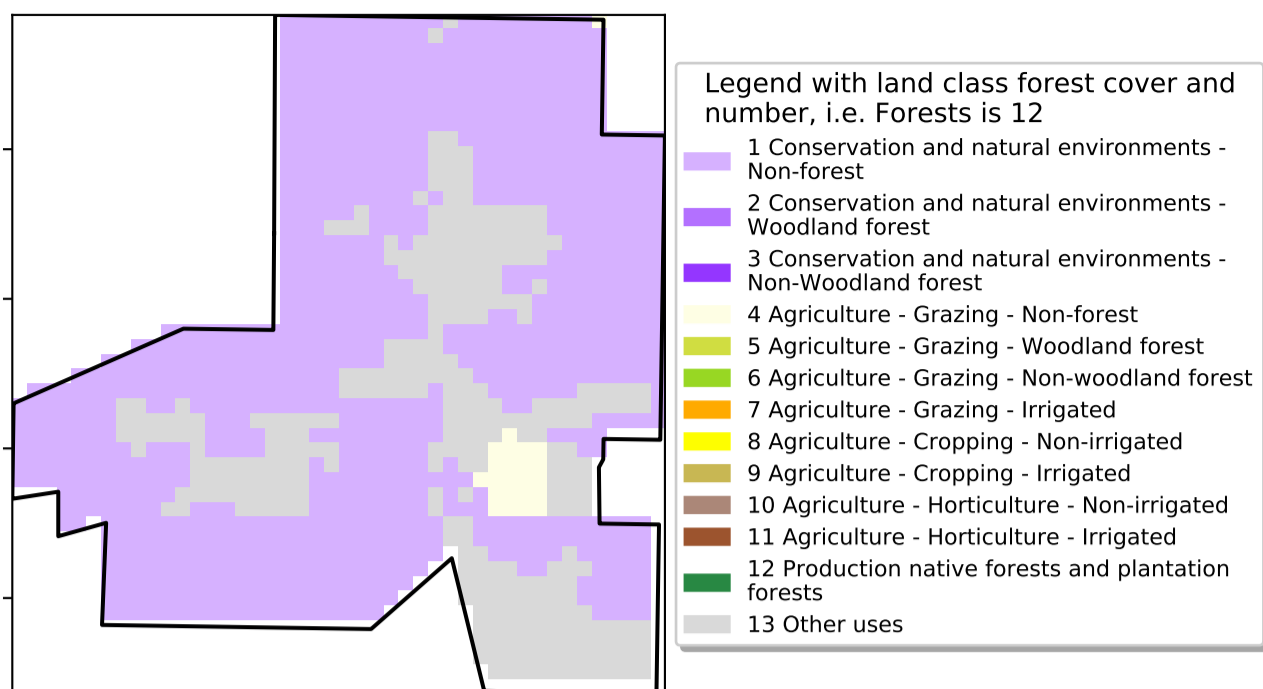 Legend with land class forest cover and
number, i.e. Forests is 12
1 Conservation and natural environments -
Non-forest
2 Conservation and natural environments -
Woodland forest
3 Conservation and natural environments -
Non-Woodland forest
4 Agriculture - Grazing - Non-forest
5 Agriculture - Grazing - Woodland forest
6 Agriculture - Grazing - Non-woodland forest
7 Agriculture - Grazing - Irrigated
8 Agriculture - Cropping - Non-irrigated
9 Agriculture - Cropping - Irrigated
10 Agriculture - Horticulture - Non-irrigated
11 Agriculture - Horticulture - Irrigated
12 Production native forests and plantation
forests
13 Other uses